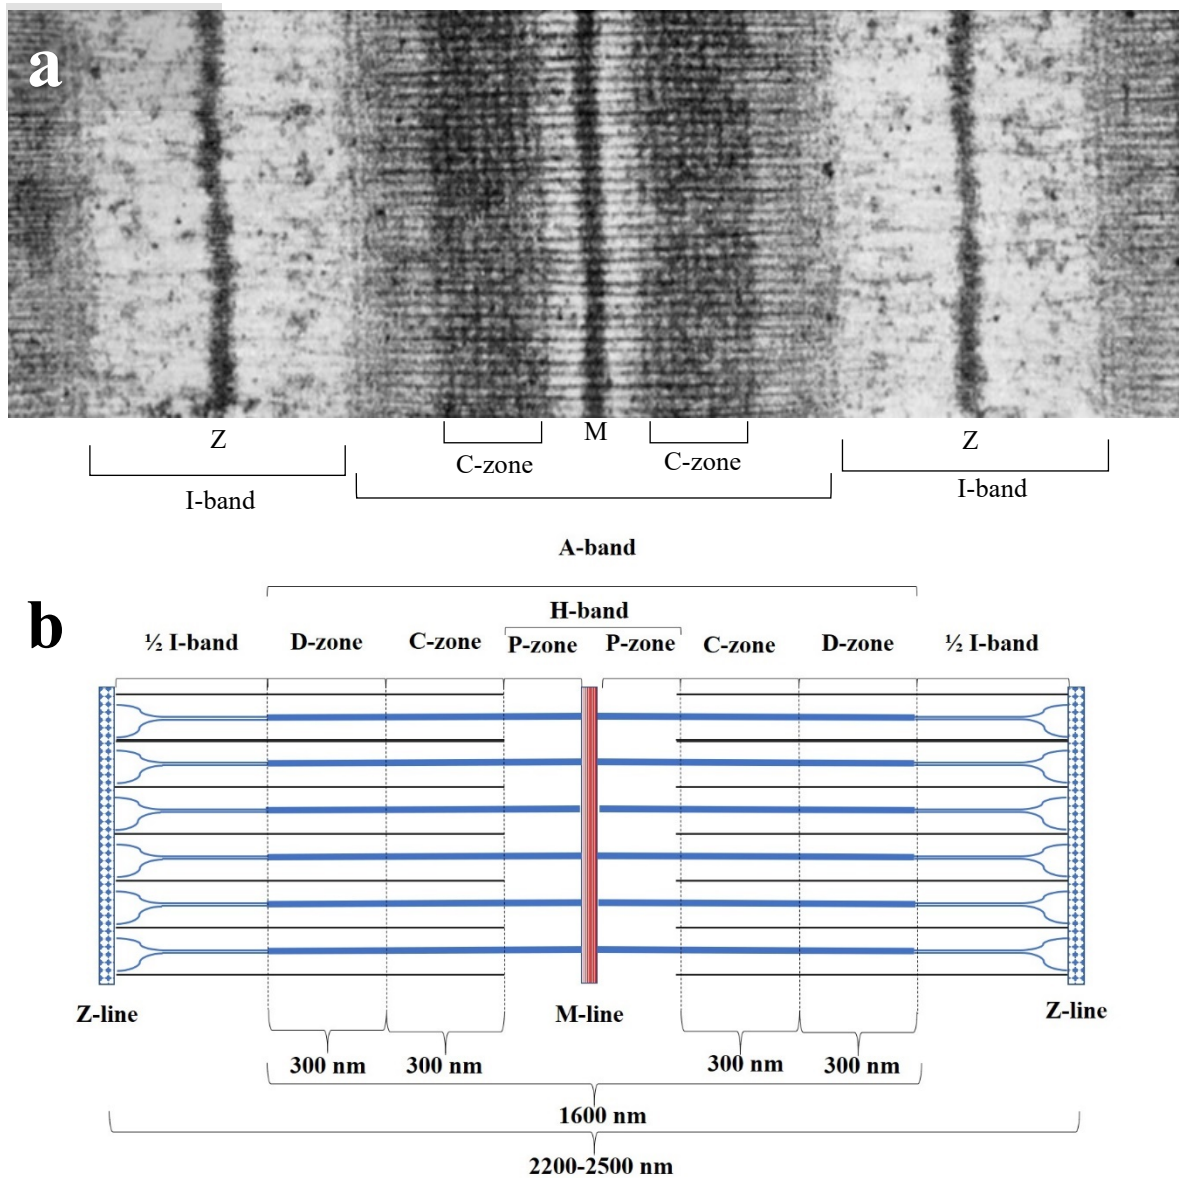 a
Z M Z
C-zone C-zone
I-band I-band
A-band
b
H-band
½ I-band D-zone C-zone P-zone P-zone C-zone D-zone ½ I-band
Z-line M-line Z-line
300 nm 300 nm 300 nm 300 nm
1600 nm
2200-2500 nm